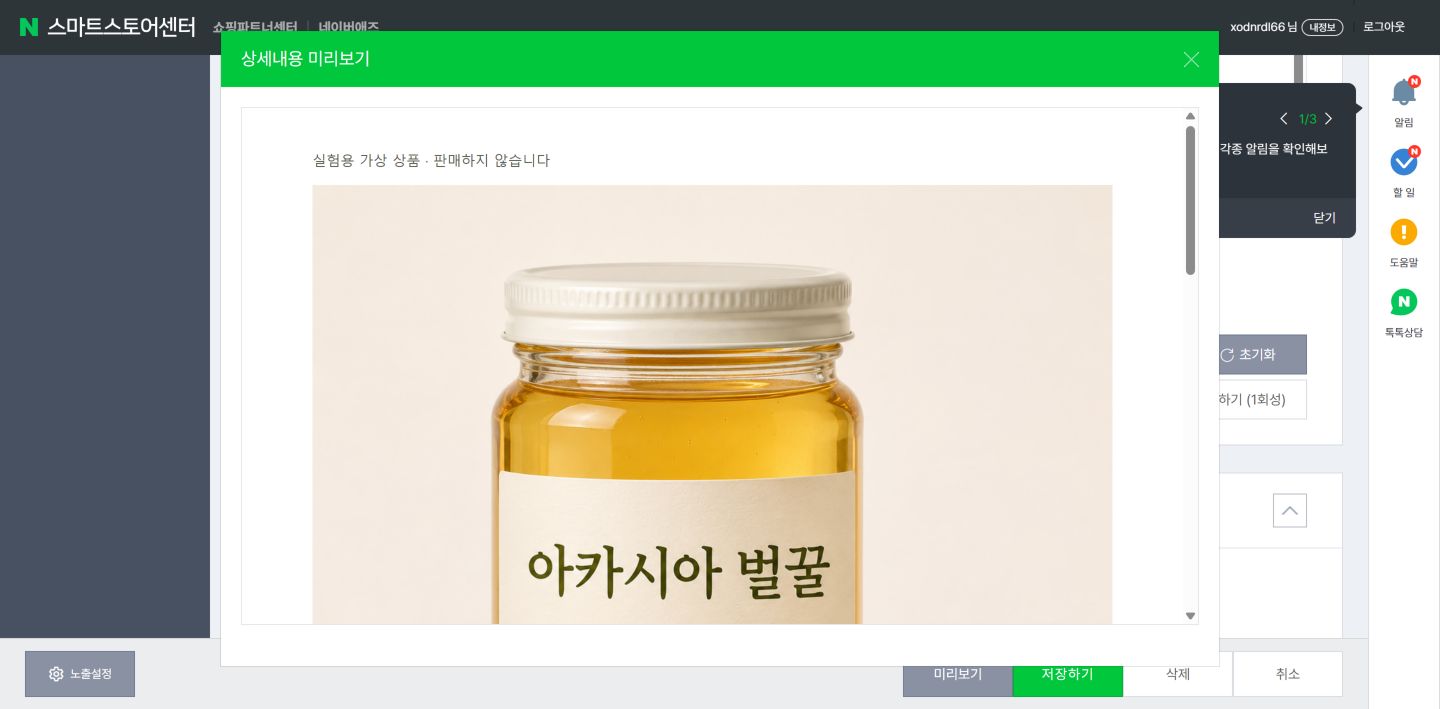 N 스마트스토어센터 쇼핑파트너센터 네이버애즈 xodnrdl66 님 내정보 로그아웃
상세내용 미리보기
실험용 가상 상품 · 판매하지 않습니다
아카시아 벌꿀
1/3
각종 알림을 확인해보
닫기
초기화
하기 (1회성)
N
알림
N
할 일
도움말
N
톡톡상담
노출설정
미리보기
저장하기
삭제
취소